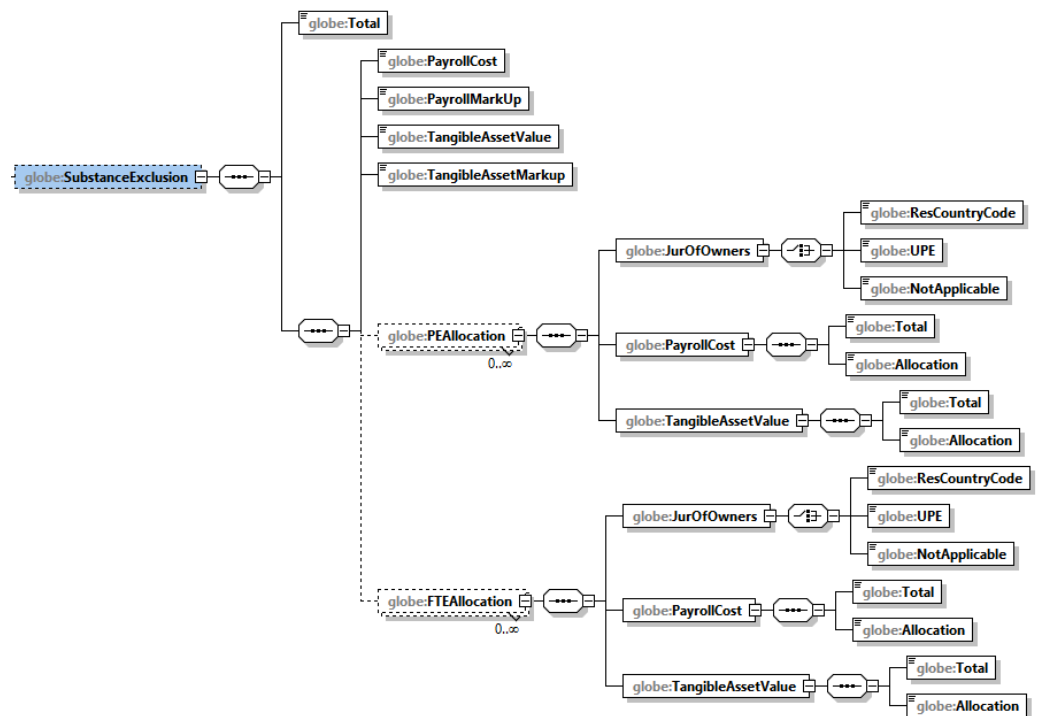 globe:Total
globe:PayrollCost
globe:PayrollMarkUp
globe:TangibleAssetValue
globe:TangibleAssetMarkup
globe:SubstanceExclusion
globe:ResCountryCode
globe:JurOfOwners
globe:UPE
globe:NotApplicable
globe:PEAllocation
0..∞
globe:Total
globe:PayrollCost
globe:Allocation
globe:Total
globe:TangibleAssetValue
globe:Allocation
globe:ResCountryCode
globe:JurOfOwners
globe:UPE
globe:NotApplicable
globe:FTEAllocation
0..∞
globe:Total
globe:PayrollCost
globe:Allocation
globe:Total
globe:TangibleAssetValue
globe:Allocation